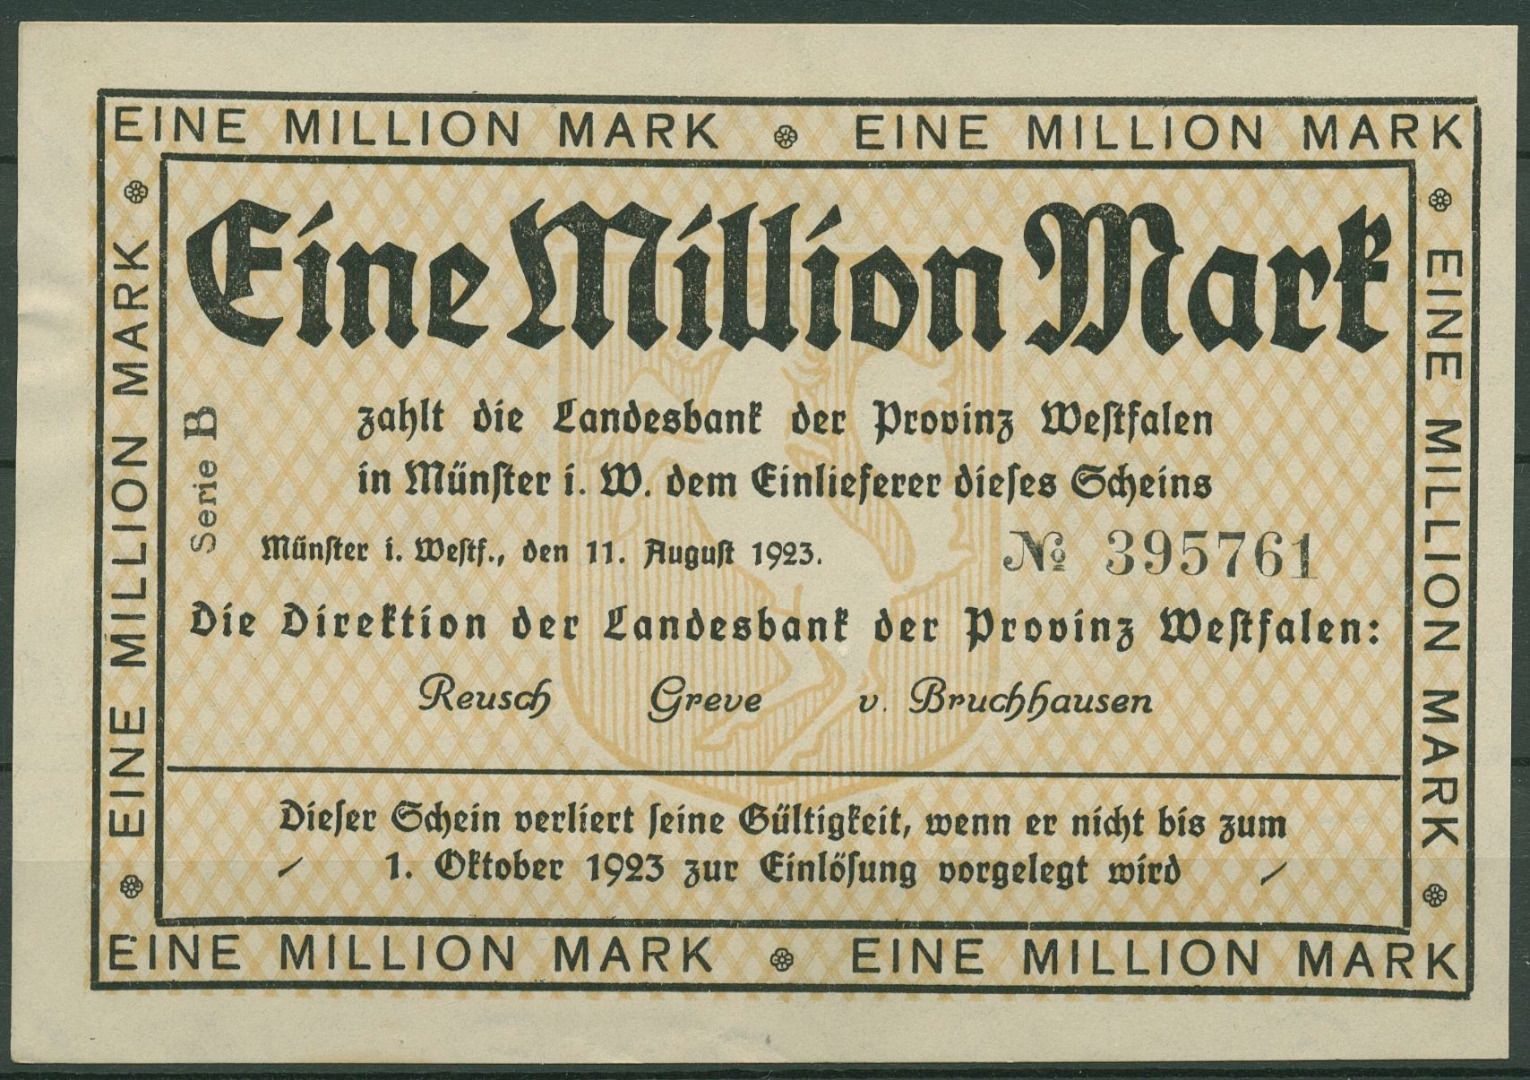 EINE MILLION MARK EINE MILLION MARK
EINE MILLION MARK
EINE MILLION MARK
Eine Million Mark
Serie B
zahlt die Landesbank der Provinz Westfalen
in Münster i. W. dem Einlieferer dieses Scheins
Münster i. Westf., den 11. August 1923.
№ 395761
Die Direktion der Landesbank der Provinz Westfalen:
Reusch Greve v. Bruchhausen
Dieser Schein verliert seine Gültigkeit, wenn er nicht bis zum
1. Oktober 1923 zur Einlösung vorgelegt wird
EINE MILLION MARK EINE MILLION MARK